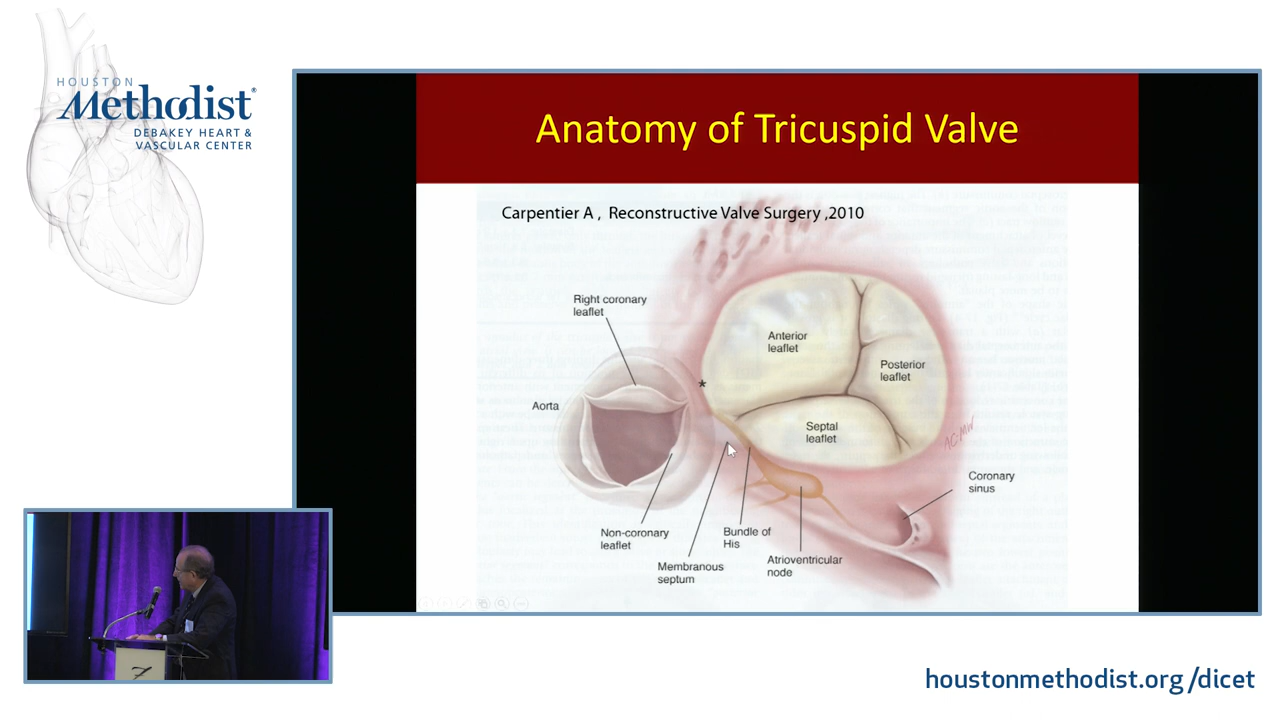 HOUSTON
Methodist®
DEBAKEY HEART &
VASCULAR CENTER
Anatomy of Tricuspid Valve
Carpentier A , Reconstructive Valve Surgery ,2010
Right coronary
leaflet
Anterior
leaflet
Posterior
leaflet
*
Aorta
Septal
leaflet
AC-MW
Coronary
sinus
Non-coronary
leaflet
Bundle of
His
Membranous
septum
Atrioventricular
node
houstonmethodist.org/dicet